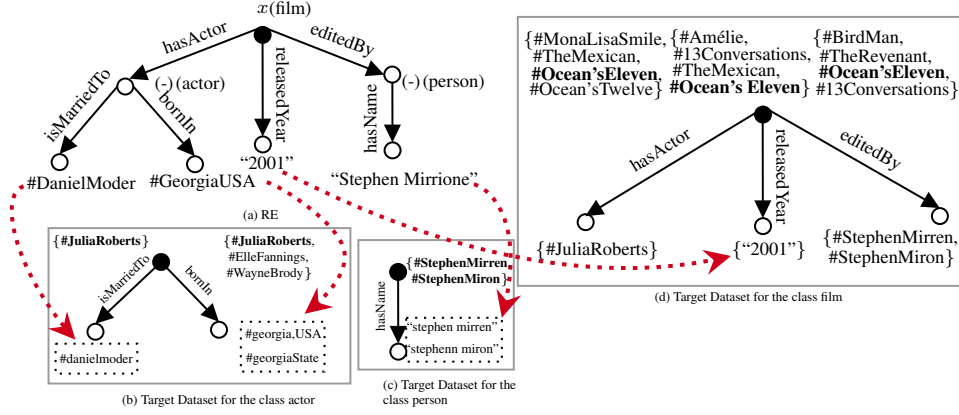 x(film)
hasActor
releasedYear
editedBy
(-) (actor)
(-) (person)
isMarriedTo
bornIn
hasName
#DanielModer
#GeorgiaUSA
“2001”
“Stephen Mirrione”
(a) RE
{#JuliaRoberts}
{#JuliaRoberts,
#ElleFannings,
#WayneBrody}
isMarriedTo
bornIn
#danielmoder
#georgia,USA
#georgiaState
(b) Target Dataset for the class actor
{#StephenMirren,
#StephenMiron}
hasName
“stephen mirren”
“stephenn miron”
(c) Target Dataset for the
class person
{#MonaLisaSmile,
#TheMexican,
#Ocean'sEleven,
#Ocean'sTwelve}
{#Amélie,
#13Conversations,
#TheMexican,
#Ocean's Eleven}
{#BirdMan,
#TheRevenant,
#Ocean'sEleven,
#13Conversations}
hasActor
releasedYear
editedBy
{#JuliaRoberts}
{“2001”}
{#StephenMirren,
#StephenMiron}
(d) Target Dataset for the class film